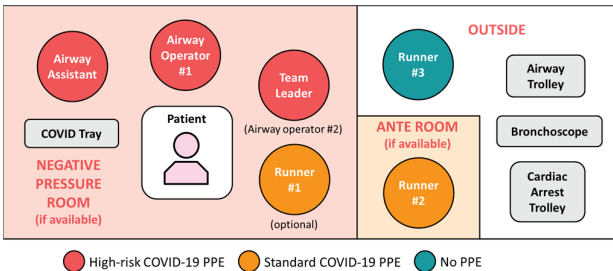 Airway
Assistant
Airway
Operator
#1
Team
Leader
(Airway operator #2)
Patient
COVID Tray
NEGATIVE
PRESSURE
ROOM
(if available)
Runner
#1
(optional)
OUTSIDE
Runner
#3
ANTE ROOM
(if available)
Runner
#2
Airway
Trolley
Bronchoscope
Cardiac
Arrest
Trolley
High-risk COVID-19 PPE
Standard COVID-19 PPE
No PPE